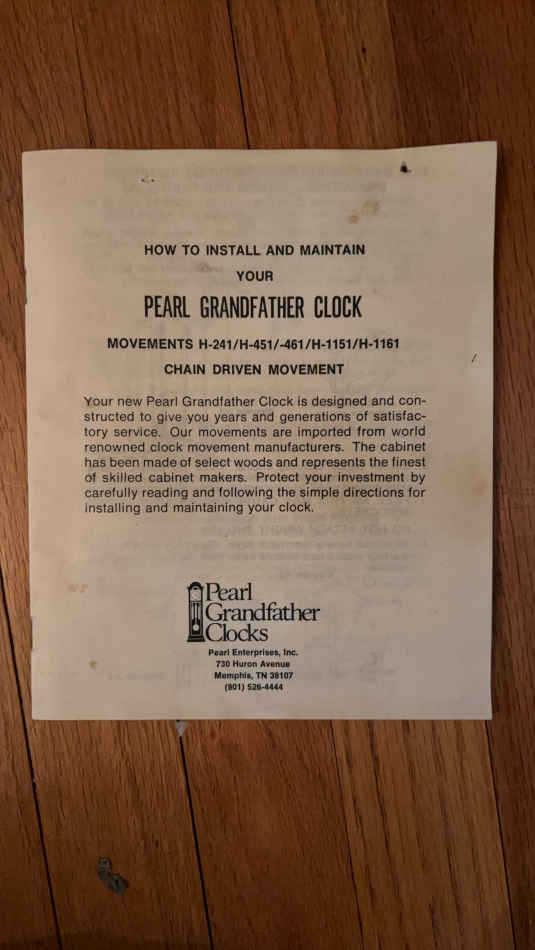 HOW TO INSTALL AND MAINTAIN
YOUR
PEARL GRANDFATHER CLOCK
MOVEMENTS H-241/H-451/-461/H-1151/H-1161
CHAIN DRIVEN MOVEMENT
Your new Pearl Grandfather Clock is designed and con-
structed to give you years and generations of satisfac-
tory service. Our movements are imported from world
renowned clock movement manufacturers. The cabinet
has been made of select woods and represents the finest
of skilled cabinet makers. Protect your investment by
carefully reading and following the simple directions for
installing and maintaining your clock.
Pearl
Grandfather
Clocks
Pearl Enterprises, Inc.
730 Huron Avenue
Memphis, TN 38107
(901) 526-4444